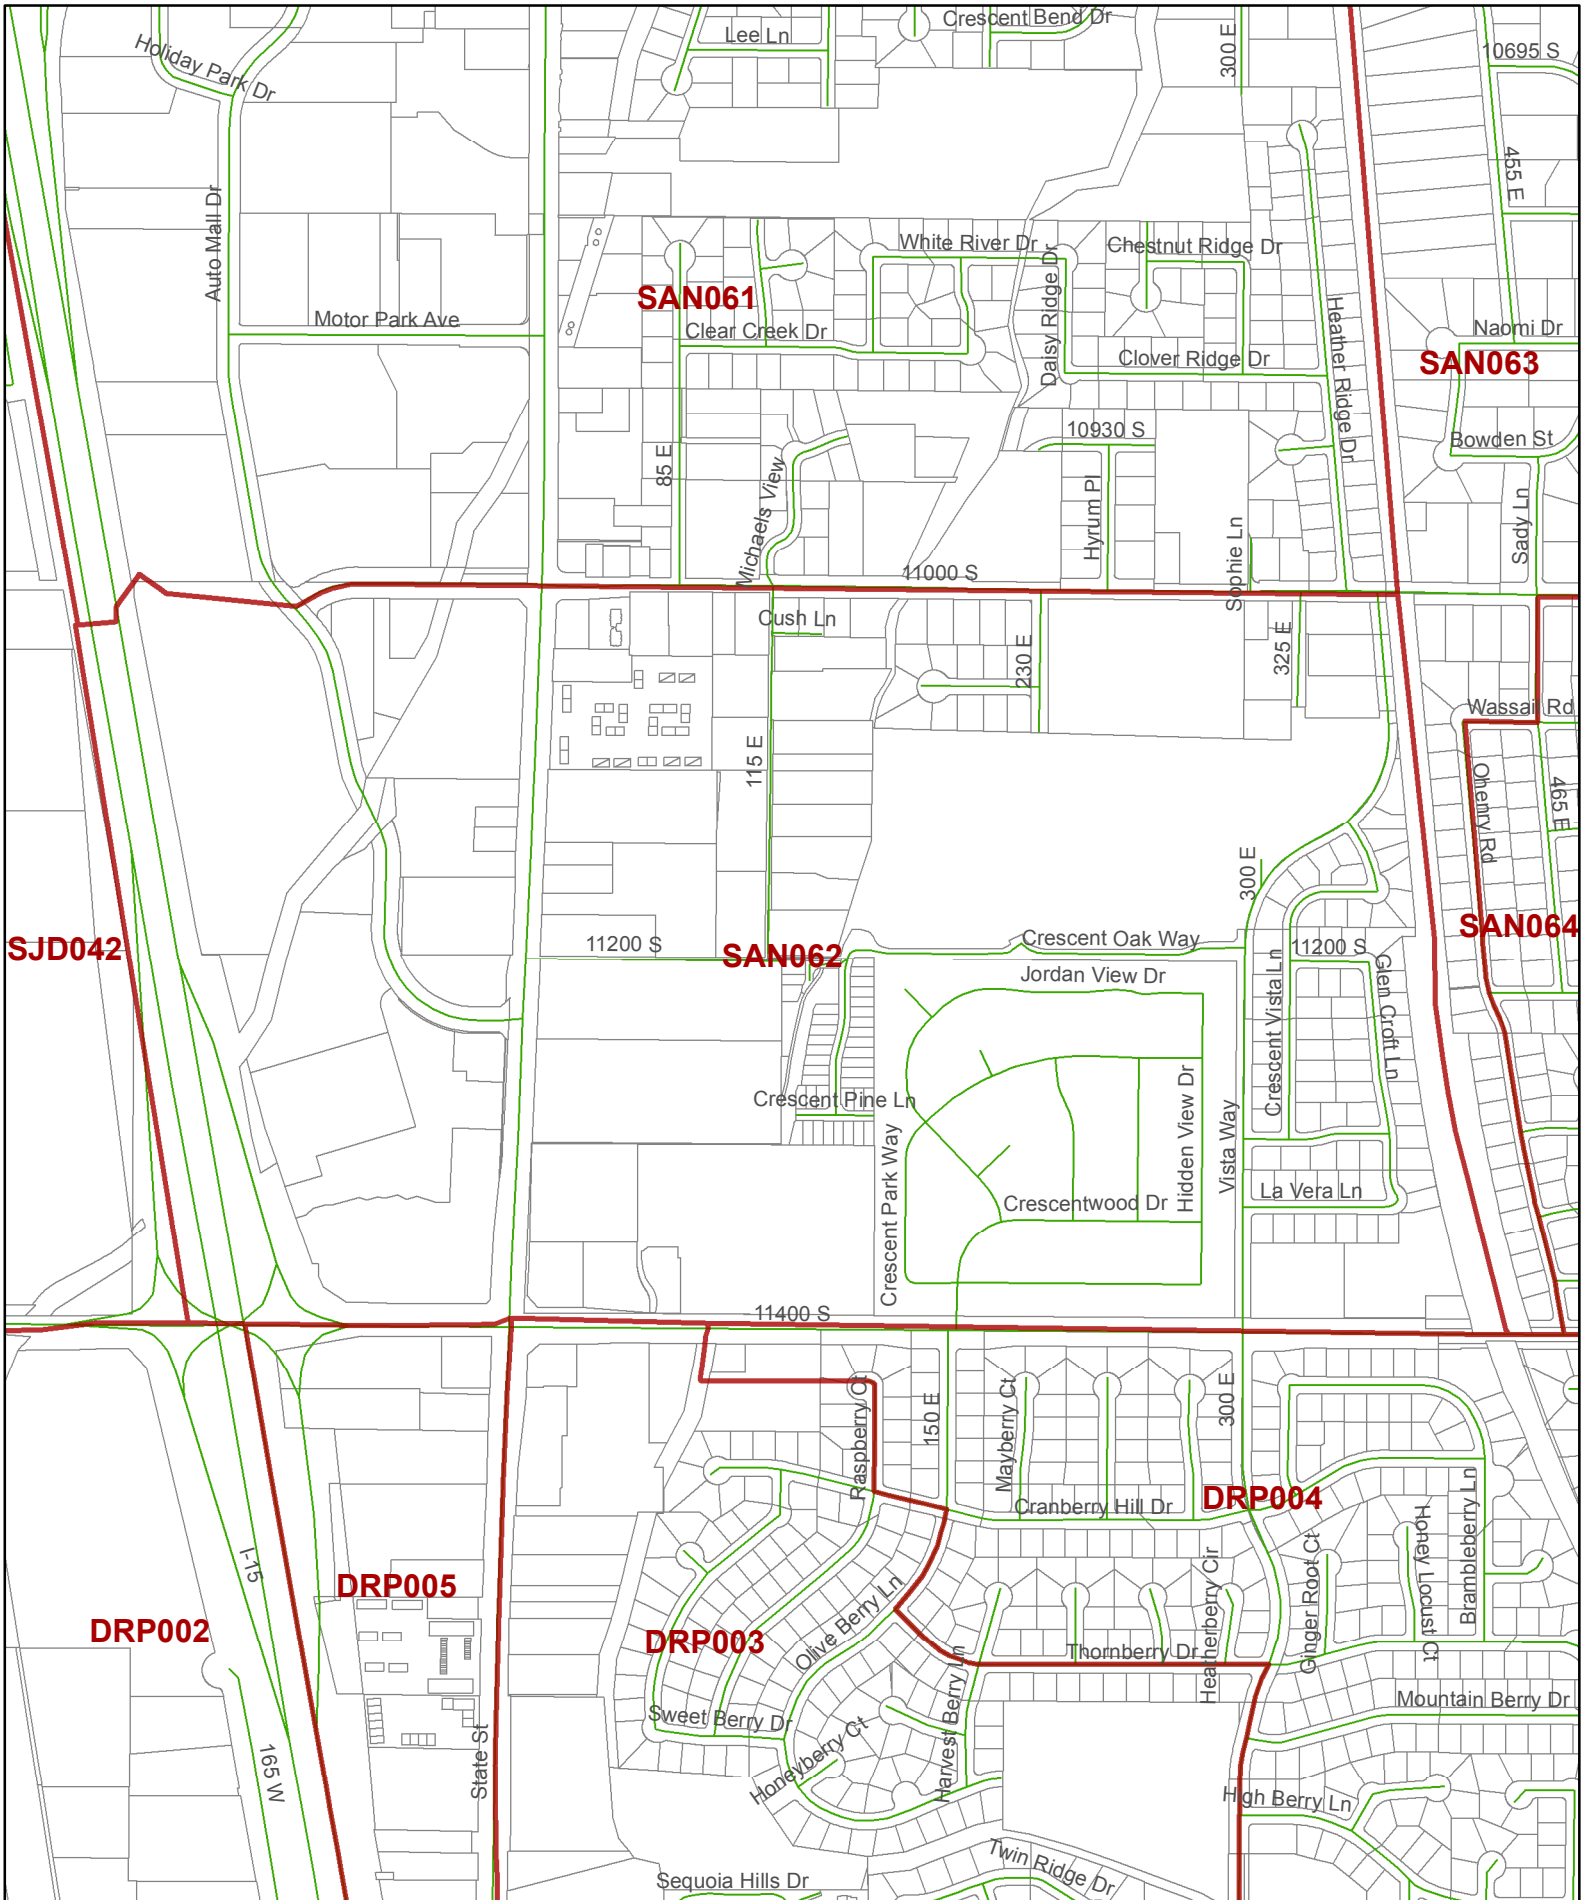 Crescent Bend Dr
Lee Ln
300 E
10695 S
Holiday Park Dr
455 E
Auto Mall Dr
White River Dr
Chestnut Ridge Dr
Daisy Ridge Dr
SAN061
Motor Park Ave
Clear Creek Dr
Heather Ridge Dr
Naomi Dr
Clover Ridge Dr
SAN063
10930 S
Bowden St
85 E
Michaels View
Hyrum Pl
Sady Ln
Sophie Ln
11000 S
Cush Ln
230 E
325 E
Wassail Rd
115 E
Ohenry Rd
465 E
300 E
SJD042
11200 S
SAN062
Crescent Oak Way
11200 S
SAN064
Jordan View Dr
Crescent Vista Ln
Glen Croft Ln
Crescent Pine Ln
Crescent Park Way
Hidden View Dr
Vista Way
Crescentwood Dr
La Vera Ln
11400 S
Raspberry Ct
150 E
Mayberry Ct
300 E
Cranberry Hill Dr
DRP004
Brambleberry Ln
Honey Locust Ct
I-15
DRP005
Olive Berry Ln
Heatherberry Cir
Ginger Root Ct
DRP002
DRP003
Thornberry Dr
Harvest Berry Ln
Mountain Berry Dr
Sweet Berry Dr
Honeyberry Ct
State St
165 W
High Berry Ln
Twin Ridge Dr
Sequoia Hills Dr